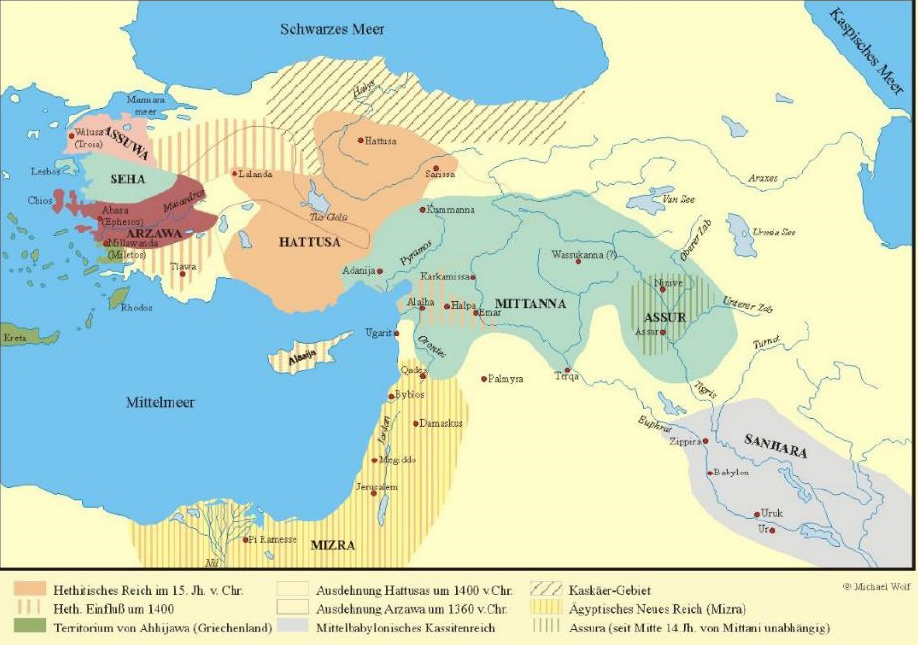 Schwarzes Meer
Kaspisches Meer
Halys
Marmara
meer
Wilusa
(Troia)
ASSUWA
Hattusa
Lesbos
SEHA
Lalanda
Sarissa
Araxes
Chios
Maiandros
Abasa
(Ephesos)
ARZAWA
Tuz Gölü
Kummanna
Van See
Urmia See
Oberer Zab
Millawanda
(Miletos)
HATTUSA
Pyramos
Wassukanna (?)
Tlawa
Adanija
Karkamissa
Ninive
Rhodos
Alalha
Halpa
Emar
MITTANNA
ASSUR
Unterer Zab
Assur
Ereta
Ugarit
Orontes
Turnat
Alasija
Qades
Palmyra
Terqa
Tigris
Mittelmeer
Byblos
Damaskus
Jordan
Euphrat
Zippira
SANHARA
Megiddo
Babylon
Jerusalem
Uruk
Ur
Pi Ramesse
MIZRA
Nil
Hethitisches Reich im 15. Jh. v. Chr.
Ausdehnung Hattusas um 1400 v.Chr.
Kaskäer-Gebiet
© Michael Wolf
Heth. Einfluß um 1400
Ausdehnung Arzawa um 1360 v.Chr.
Ägyptisches Neues Reich (Mizra)
Territorium von Ahhijawa (Griechenland)
Mittelbabylonisches Kassitenreich
Assura (seit Mitte 14.Jh. von Mittani unabhängig)